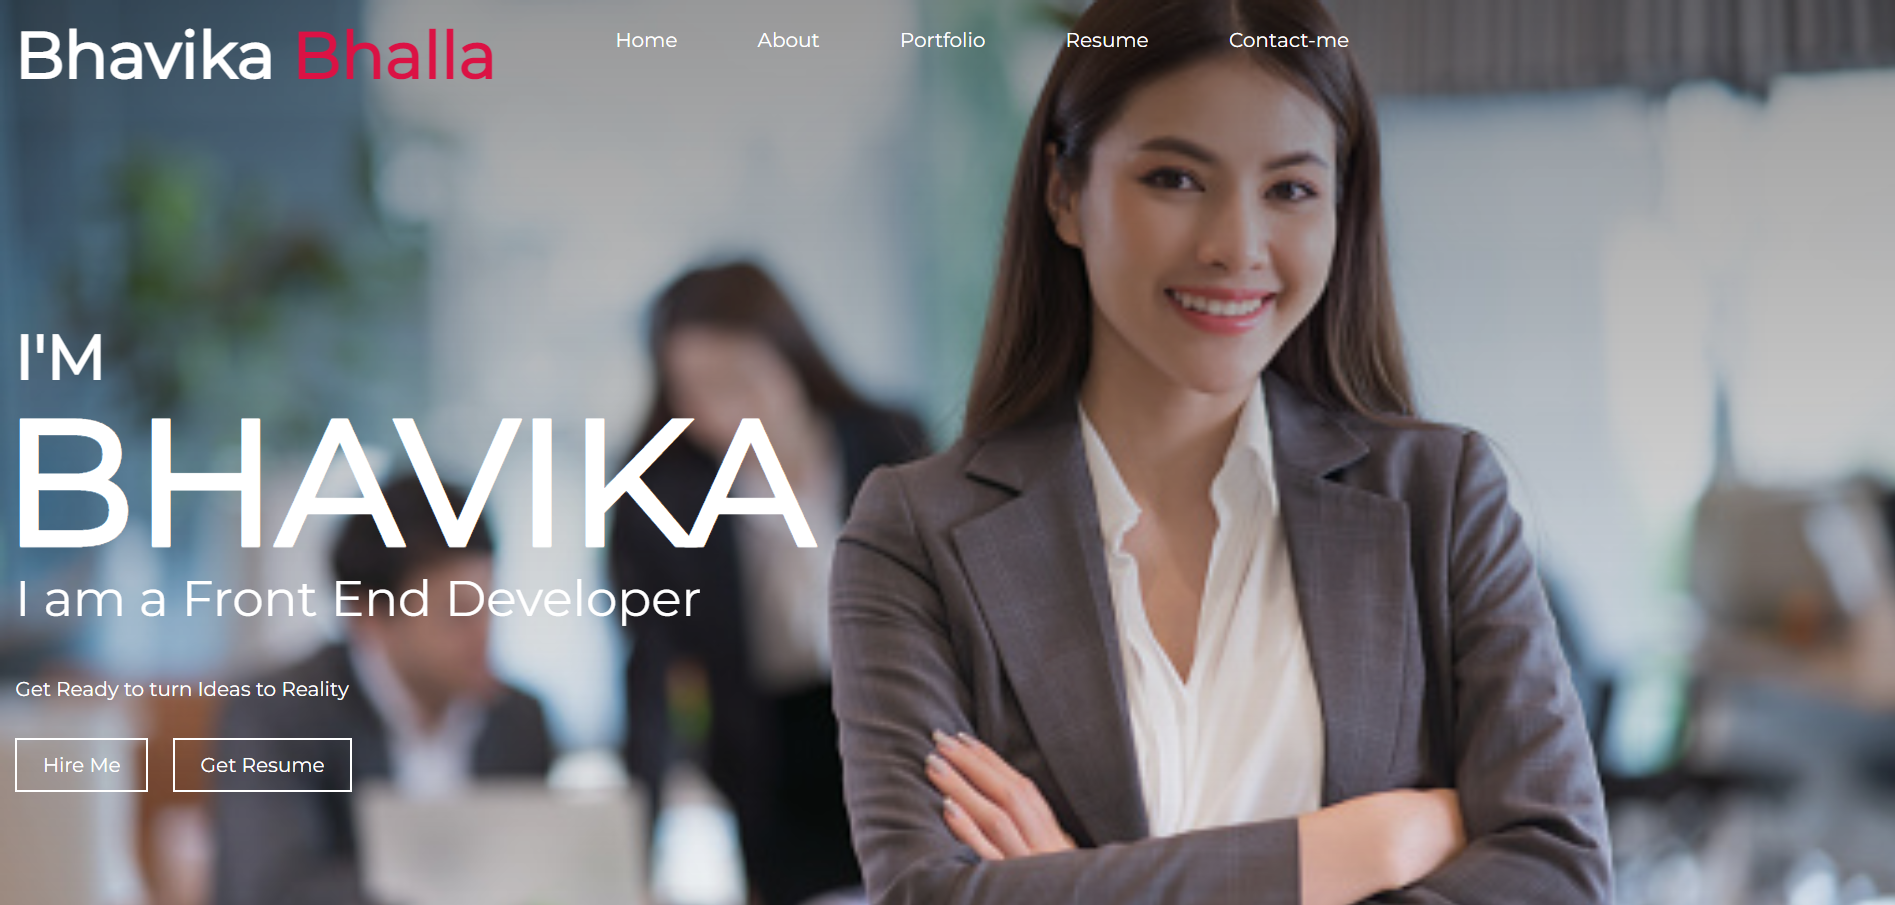 Bhavika Bhalla
Home About Portfolio Resume Contact-me
I'M
BHAVIKA
I am a Front End Developer
Get Ready to turn Ideas to Reality
Hire Me Get Resume